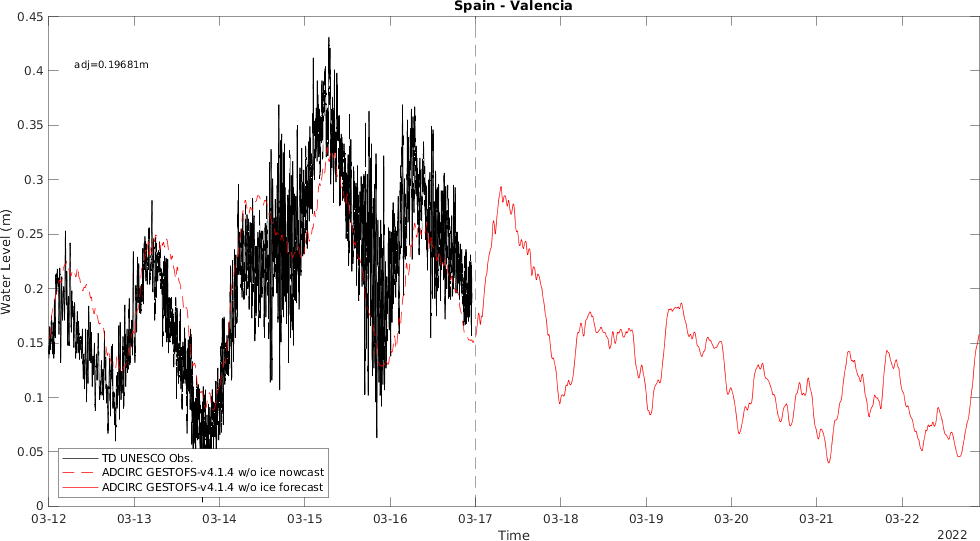 Spain - Valencia
adj=0.19681m
Water Level (m)
0.45
0.4
0.35
0.3
0.25
0.2
0.15
0.1
0.05
0
TD UNESCO Obs.
ADCIRC GESTOFS-v4.1.4 w/o ice nowcast
ADCIRC GESTOFS-v4.1.4 w/o ice forecast
03-12 03-13 03-14 03-15 03-16 03-17 03-18 03-19 03-20 03-21 03-22
Time
2022